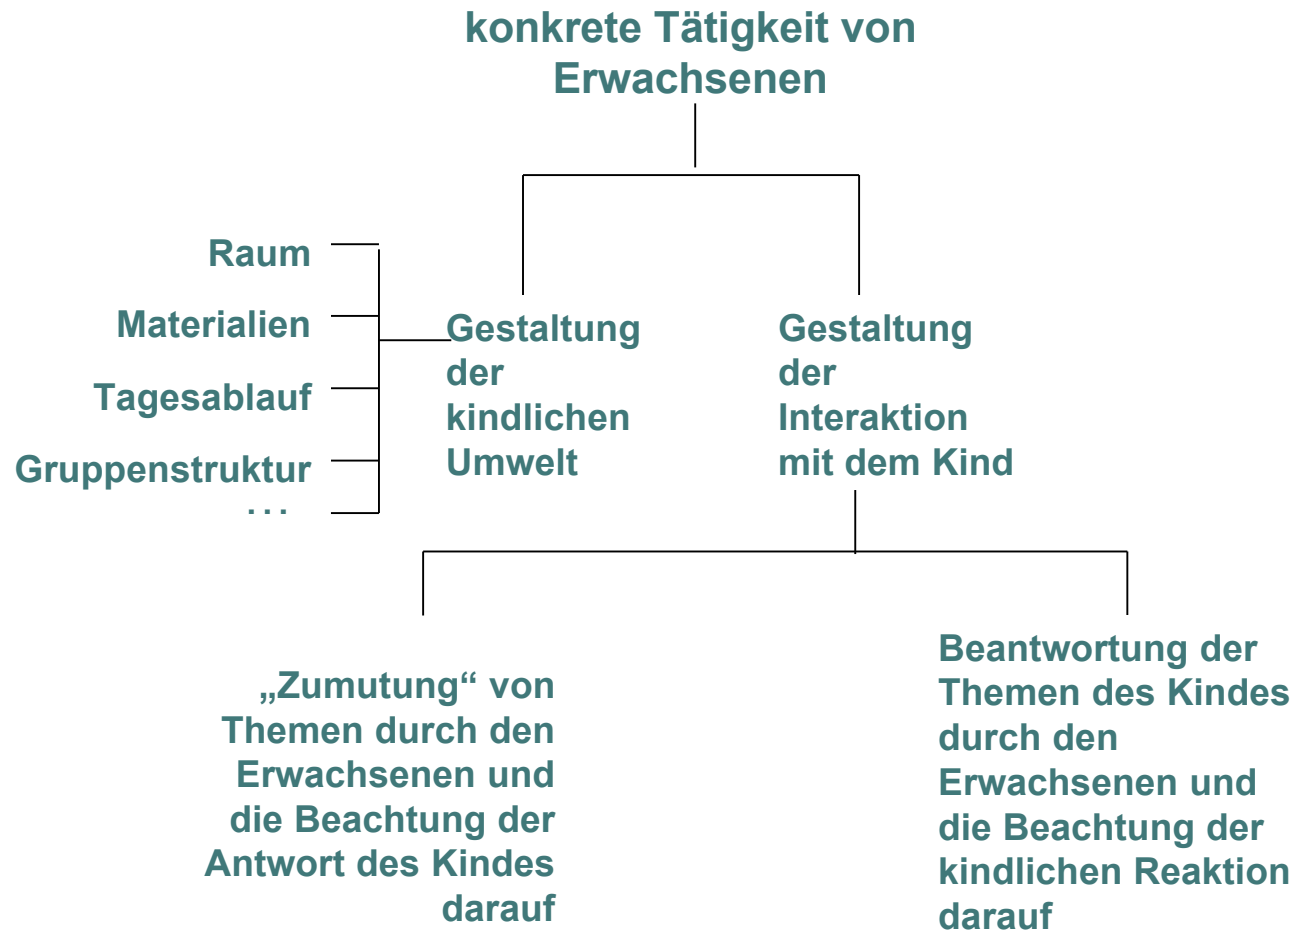 konkrete Tätigkeit von
Erwachsenen
Raum
Materialien
Tagesablauf
Gruppenstruktur
. . .
Gestaltung
der
kindlichen
Umwelt
Gestaltung
der
Interaktion
mit dem Kind
„Zumutung“ von
Themen durch den
Erwachsenen und
die Beachtung der
Antwort des Kindes
darauf
Beantwortung der
Themen des Kindes
durch den
Erwachsenen und
die Beachtung der
kindlichen Reaktion
darauf